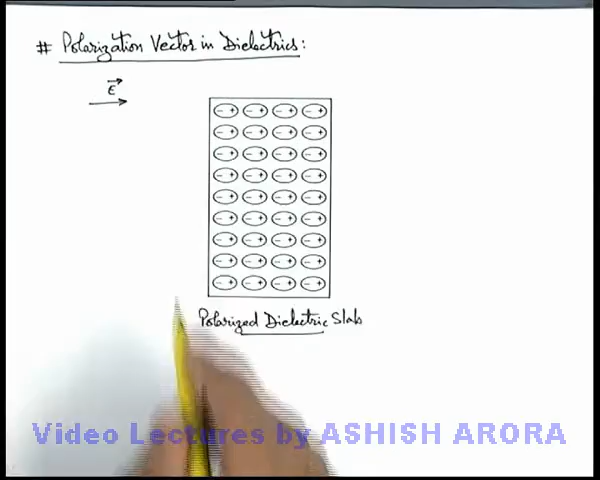 # Polarization Vector in Dielectrics:
E
Polarized Dielectric Slab
Video Lectures by ASHISH ARORA